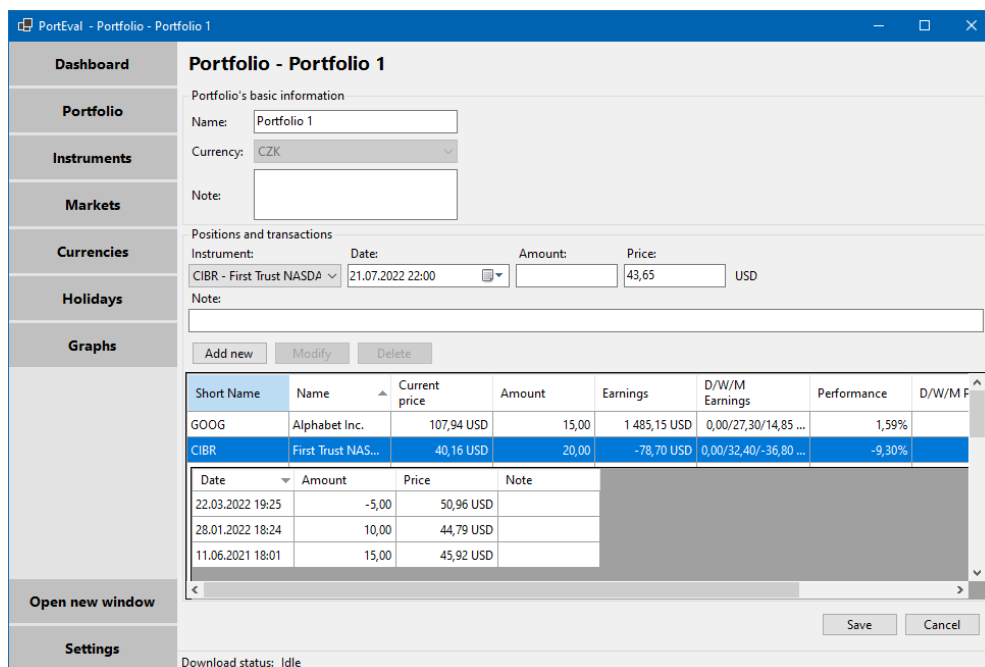 PortEval - Portfolio - Portfolio 1
Dashboard
Portfolio
Instruments
Markets
Currencies
Holidays
Graphs
Open new window
Settings
Portfolio - Portfolio 1
Portfolio's basic information
Name: Portfolio 1
Currency: CZK
Note:
Positions and transactions
Instrument: Date: Amount: Price:
CIBR - First Trust NASDA 21.07.2022 22:00 43,65 USD
Note:
Add new Modify Delete
Short Name Name Current price Amount Earnings D/W/M Earnings Performance D/W/M P
GOOG Alphabet Inc. 107,94 USD 15,00 1 485,15 USD 0,00/27,30/14,85 ... 1,59%
CIBR First Trust NAS... 40,16 USD 20,00 -78,70 USD 0,00/32,40/-36,80 ... -9,30%
Date Amount Price Note
22.03.2022 19:25 -5,00 50,96 USD
28.01.2022 18:24 10,00 44,79 USD
11.06.2021 18:01 15,00 45,92 USD
Save Cancel
Download status: Idle